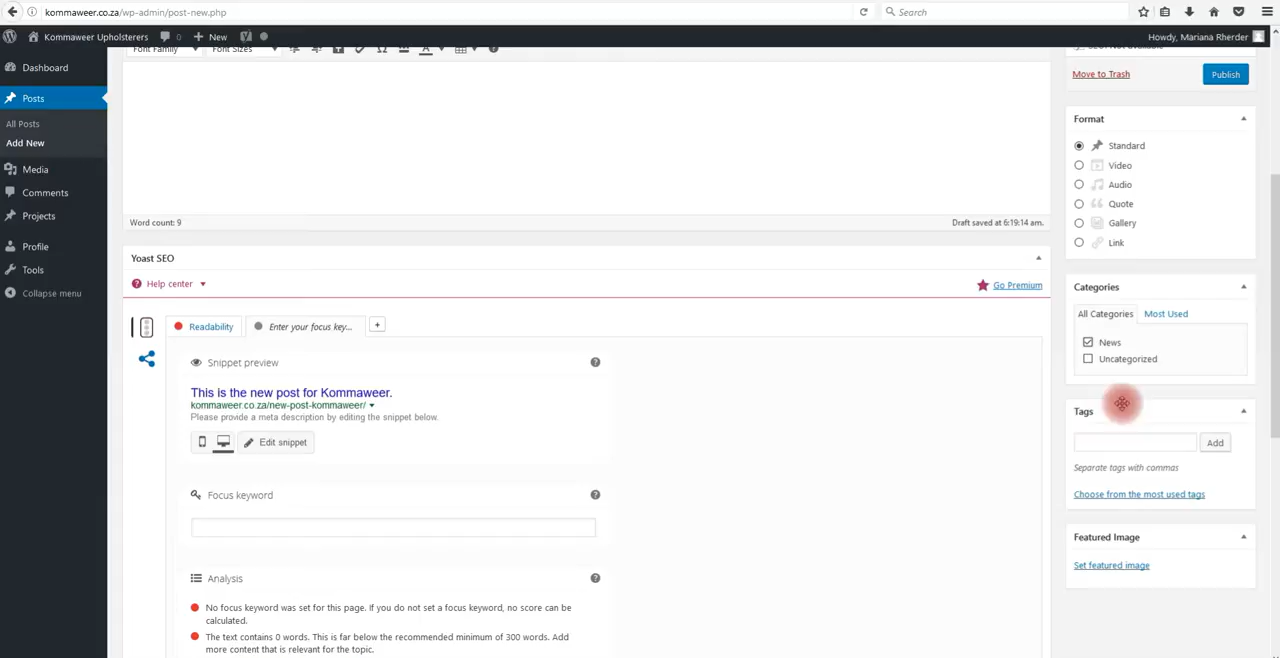 kommaweer.co.za/wp-admin/post-new.php
Search
Kommaweer Upholsterers
0
New
Howdy, Mariana Rherder
Dashboard
Posts
All Posts
Add New
Media
Comments
Projects
Profile
Tools
Collapse menu
Font Family
Font Sizes
Word count: 9
Draft saved at 6:19:14 am.
Yoast SEO
Help center
Go Premium
Readability
Enter your focus key...
+
Snippet preview
This is the new post for Kommaweer.
kommaweer.co.za/new-post-kommaweer/
Please provide a meta description by editing the snippet below.
Edit snippet
Focus keyword
Analysis
No focus keyword was set for this page. If you do not set a focus keyword, no score can be
calculated.
The text contains 0 words. This is far below the recommended minimum of 300 words. Add
more content that is relevant for the topic.
SEO: Not Available
Move to Trash
Publish
Format
Standard
Video
Audio
Quote
Gallery
Link
Categories
All Categories
Most Used
News
Uncategorized
Tags
Add
Separate tags with commas
Choose from the most used tags
Featured Image
Set featured image